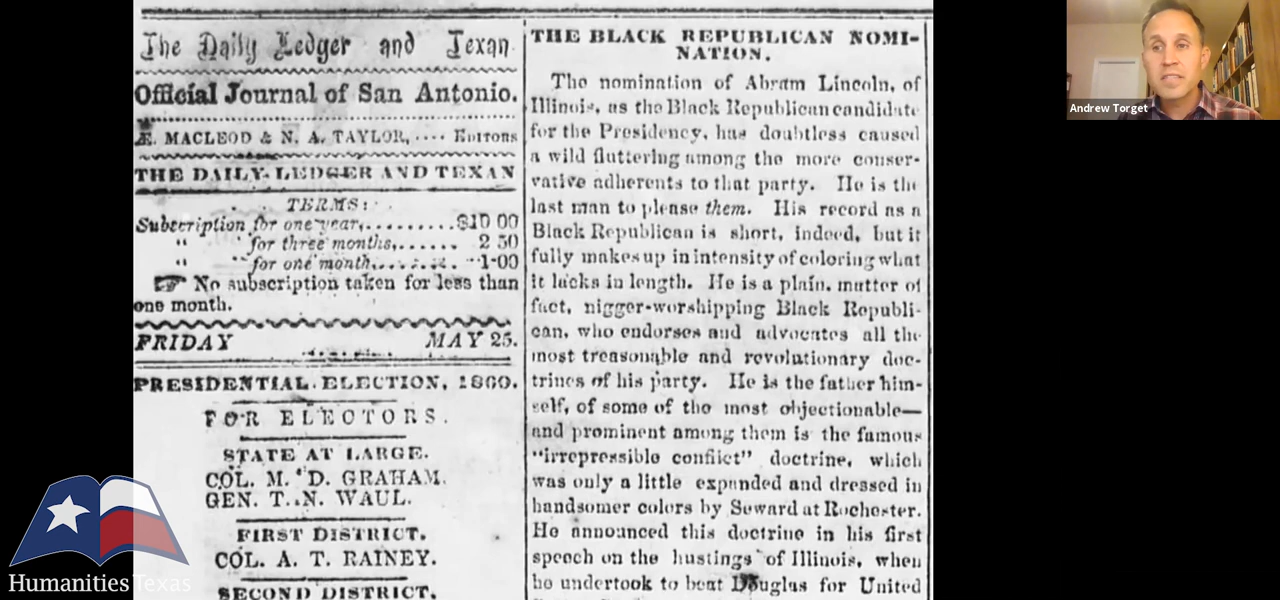 The Daily Ledger and Texan
Official Journal of San Antonio.
Æ. MACLEOD & N. A. TAYLOR, .... EDITORS
THE DAILY LEDGER AND TEXAN
TERMS:
Subscription for one year,..........$10 00
" for three months,...... 2 50
" for one month,......... 1 00
☞ No subscription taken for less than
one month.
FRIDAY MAY 25.
PRESIDENTIAL ELECTION, 1860.
FOR ELECTORS.
STATE AT LARGE.
COL. M. D. GRAHAM.
GEN. T. N. WAUL.
FIRST DISTRICT.
COL. A. T. RAINEY.
SECOND DISTRICT.
THE BLACK REPUBLICAN NOMI-
NATION.
The nomination of Abram Lincoln, of
Illinois, as the Black Republican candidate
for the Presidency, has doubtless caused
a wild fluttering among the more conser-
vative adherents to that party. He is the
last man to please them. His record as a
Black Republican is short, indeed, but it
fully makes up in intensity of coloring what
it lacks in length. He is a plain, matter of
fact, nigger-worshipping Black Republi-
can, who endorses and advocates all the
most treasonable and revolutionary doc-
trines of his party. He is the father him-
self, of some of the most objectionable—
and prominent among them is the famous
"irrepressible conflict" doctrine, which
was only a little expanded and dressed in
handsomer colors by Seward at Rochester.
He announced this doctrine in his first
speech on the hustings of Illinois, when
he undertook to beat Douglas for United
Andrew Torget
Humanities Texas